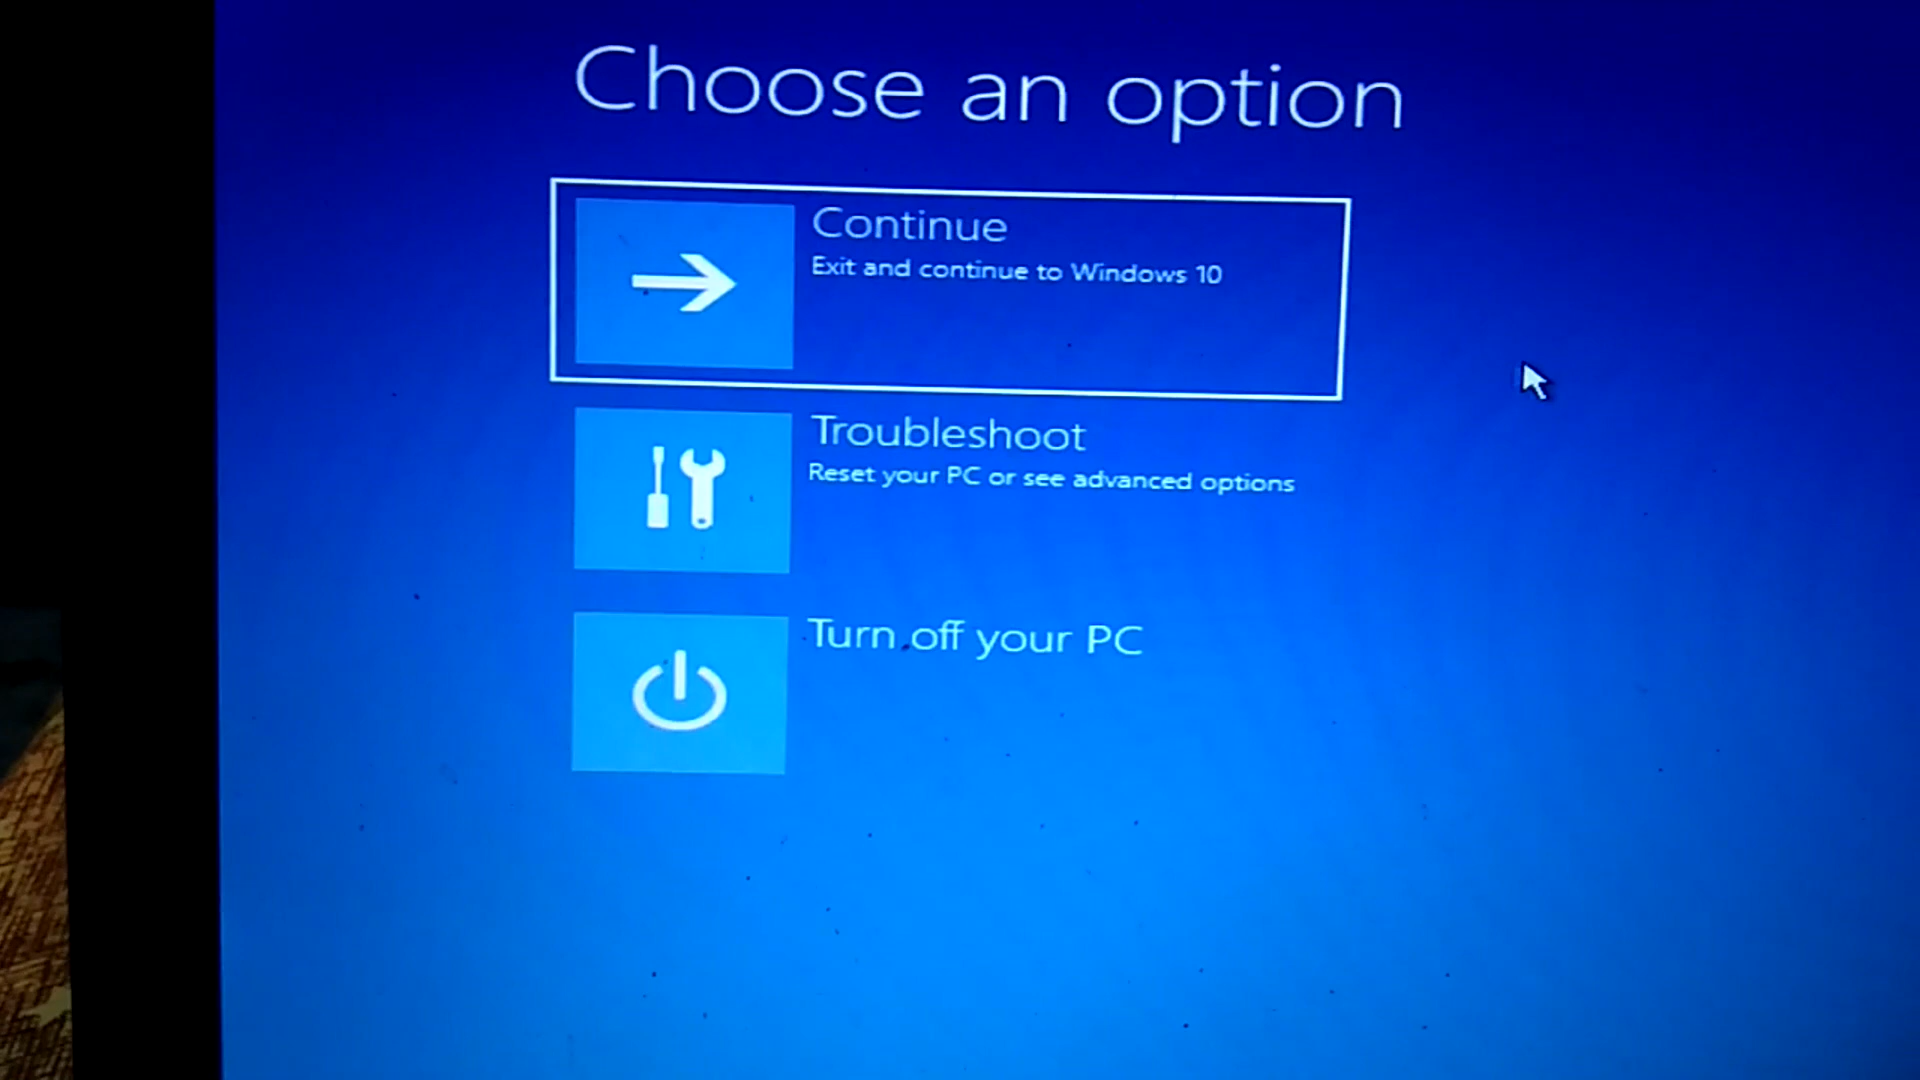 Choose an option
Continue
Exit and continue to Windows 10
Troubleshoot
Reset your PC or see advanced options
Turn off your PC